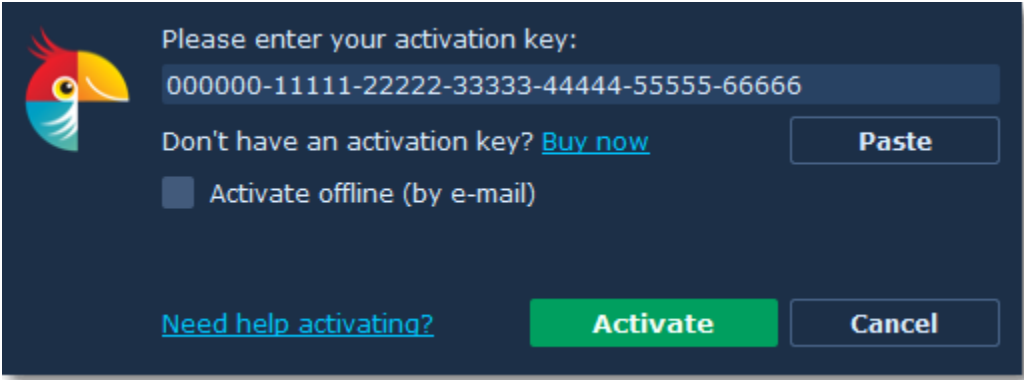 Please enter your activation key:
000000-11111-22222-33333-44444-55555-66666
Don't have an activation key? Buy now
Paste
Activate offline (by e-mail)
Need help activating?
Activate
Cancel